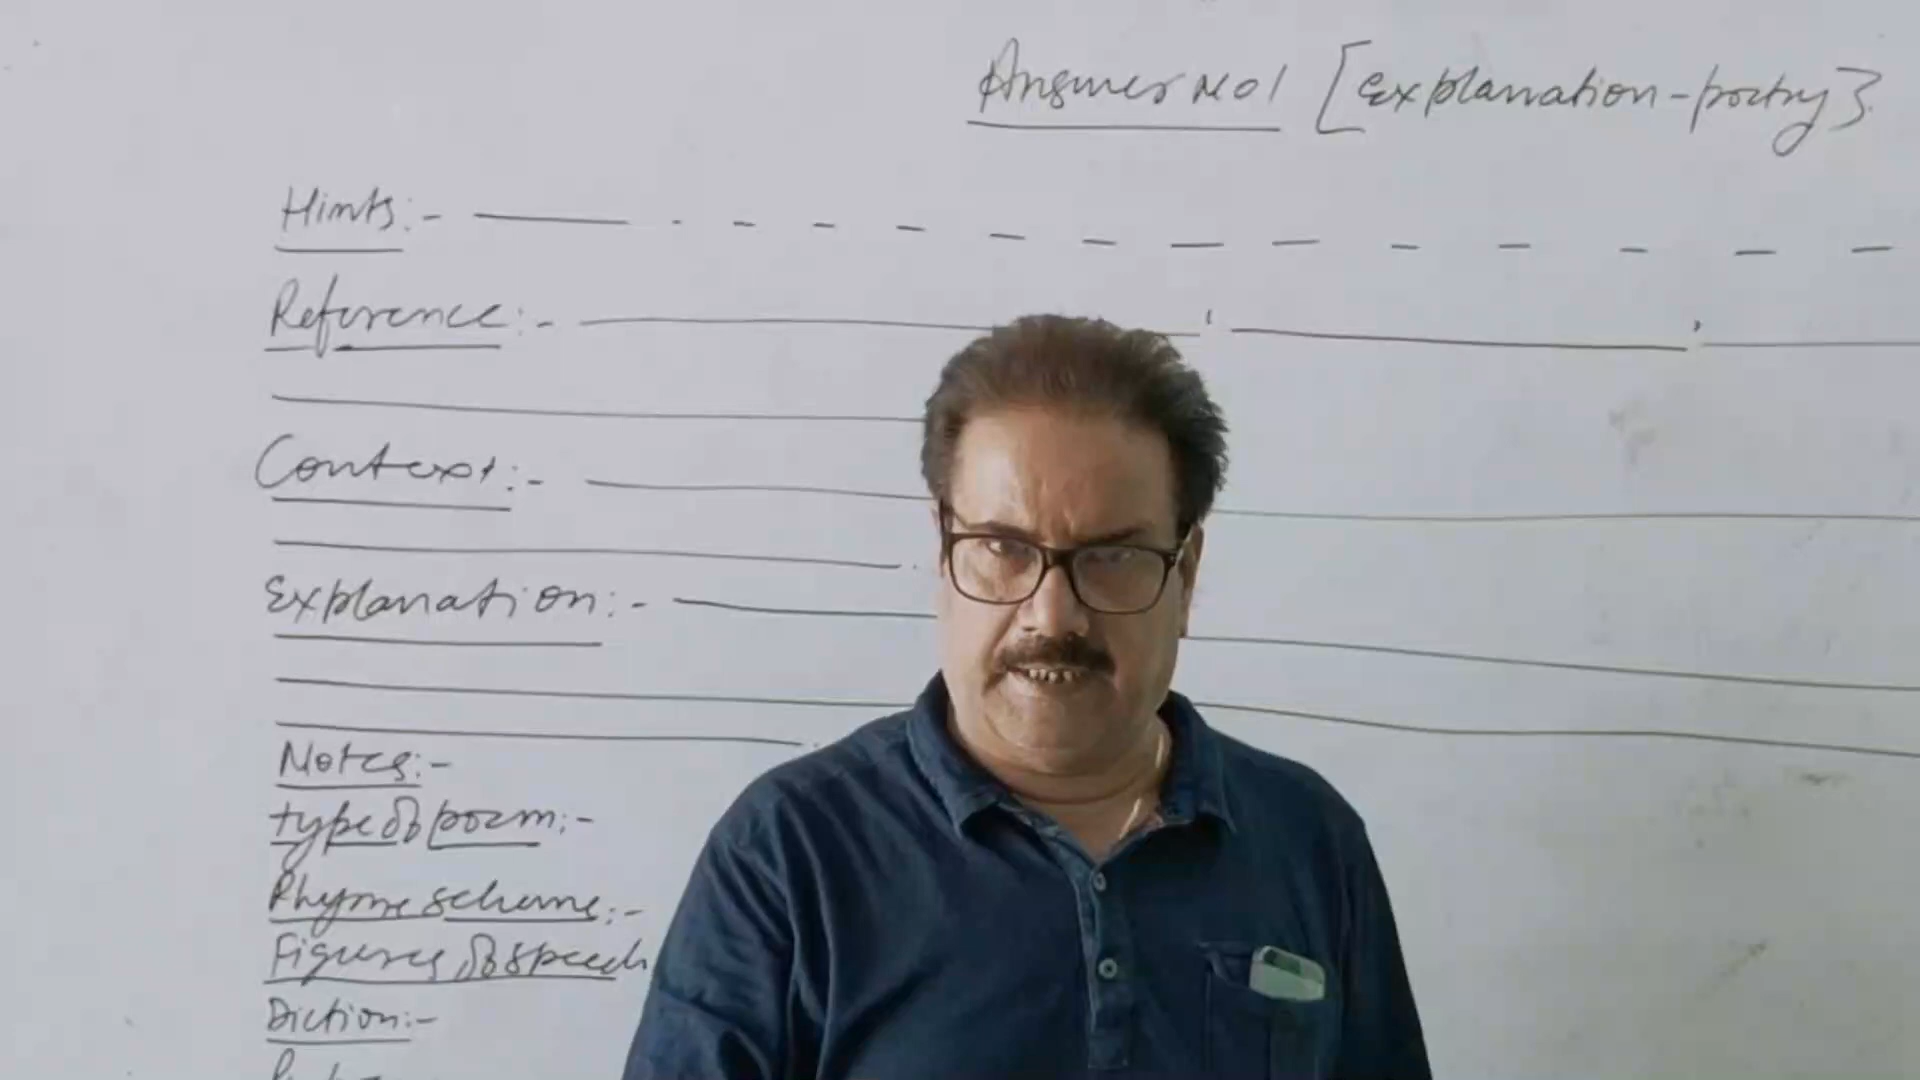 Answer NO 1 [Explanation-poetry}
Hints:-
Reference:-
Context:-
Explanation:-
Notes:-
type of poem:-
Rhyme scheme:-
Figures of speech
Diction:-